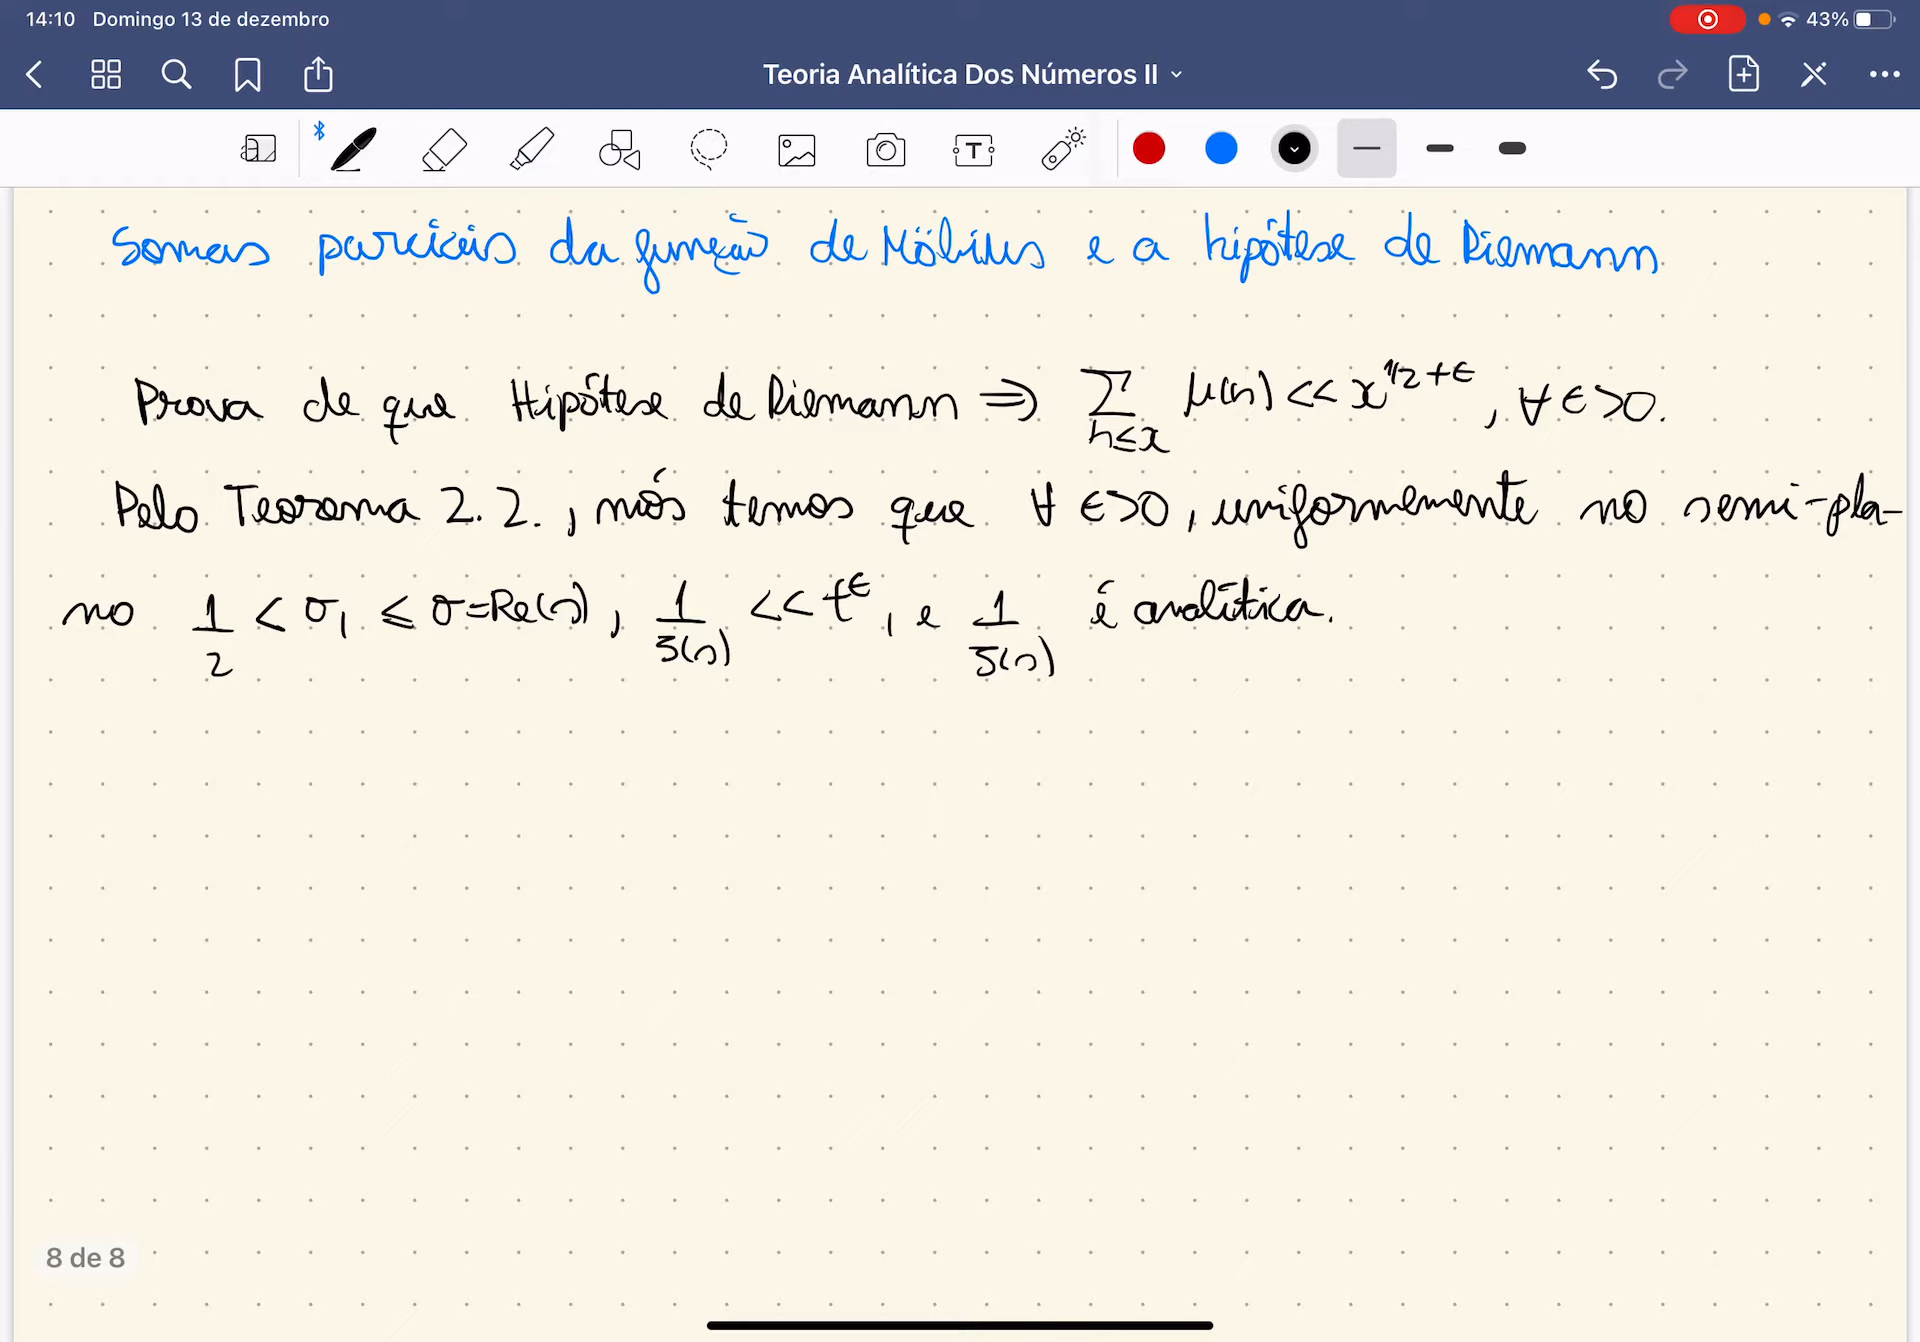 14:10 Domingo 13 de dezembro 43%
Teoria Analítica Dos Números II
Somas parciais da função de Möbius e a hipótese de Riemann
Prova de que Hipótese de Riemann ⇒ ∑_{n≤x} μ(n) << x^{1/2+ε}, ∀ε>0.
Pelo Teorema 2.2., nós temos que ∀ ε>0, uniformemente no semi-pla-
no 1/2 < σ₁ ≤ σ=Re(s), 1/ζ(s) << t^ε, e 1/ζ(s) é analítica.
8 de 8